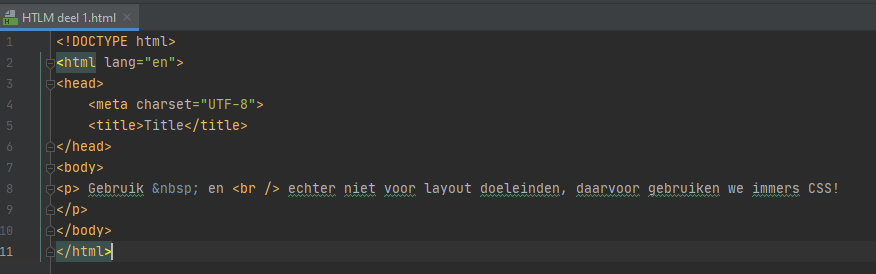 HTLM deel 1.html
1 <!DOCTYPE html>
2 <html lang="en">
3 <head>
4     <meta charset="UTF-8">
5     <title>Title</title>
6 </head>
7 <body>
8 <p> Gebruik &nbsp; en <br /> echter niet voor layout doeleinden, daarvoor gebruiken we immers CSS!
9 </p>
10 </body>
11 </html>